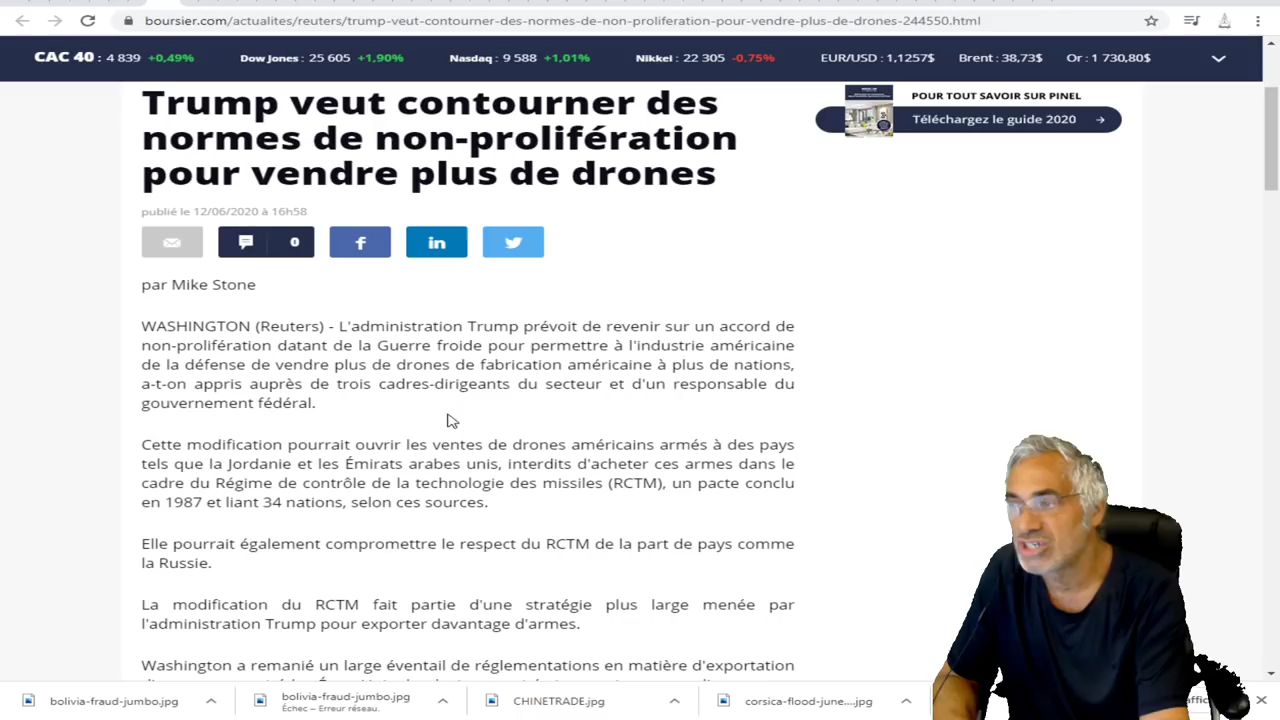 boursier.com/actualites/reuters/trump-veut-contourner-des-normes-de-non-proliferation-pour-vendre-plus-de-drones-244550.html
CAC 40 : 4 839 +0,49% Dow Jones : 25 605 +1,90% Nasdaq : 9 588 +1,01% Nikkei : 22 305 -0,75% EUR/USD : 1,1257$ Brent : 38,73$ Or : 1 730,80$
Trump veut contourner des
normes de non-prolifération
pour vendre plus de drones
POUR TOUT SAVOIR SUR PINEL
Téléchargez le guide 2020
publié le 12/06/2020 à 16h58
0
par Mike Stone
WASHINGTON (Reuters) - L'administration Trump prévoit de revenir sur un accord de
non-prolifération datant de la Guerre froide pour permettre à l'industrie américaine
de la défense de vendre plus de drones de fabrication américaine à plus de nations,
a-t-on appris auprès de trois cadres-dirigeants du secteur et d'un responsable du
gouvernement fédéral.
Cette modification pourrait ouvrir les ventes de drones américains armés à des pays
tels que la Jordanie et les Émirats arabes unis, interdits d'acheter ces armes dans le
cadre du Régime de contrôle de la technologie des missiles (RCTM), un pacte conclu
en 1987 et liant 34 nations, selon ces sources.
Elle pourrait également compromettre le respect du RCTM de la part de pays comme
la Russie.
La modification du RCTM fait partie d'une stratégie plus large menée par
l'administration Trump pour exporter davantage d'armes.
Washington a remanié un large éventail de réglementations en matière d'exportation
bolivia-fraud-jumbo.jpg
bolivia-fraud-jumbo.jpg
Échec – Erreur réseau.
CHINETRADE.jpg
corsica-flood-june....jpg